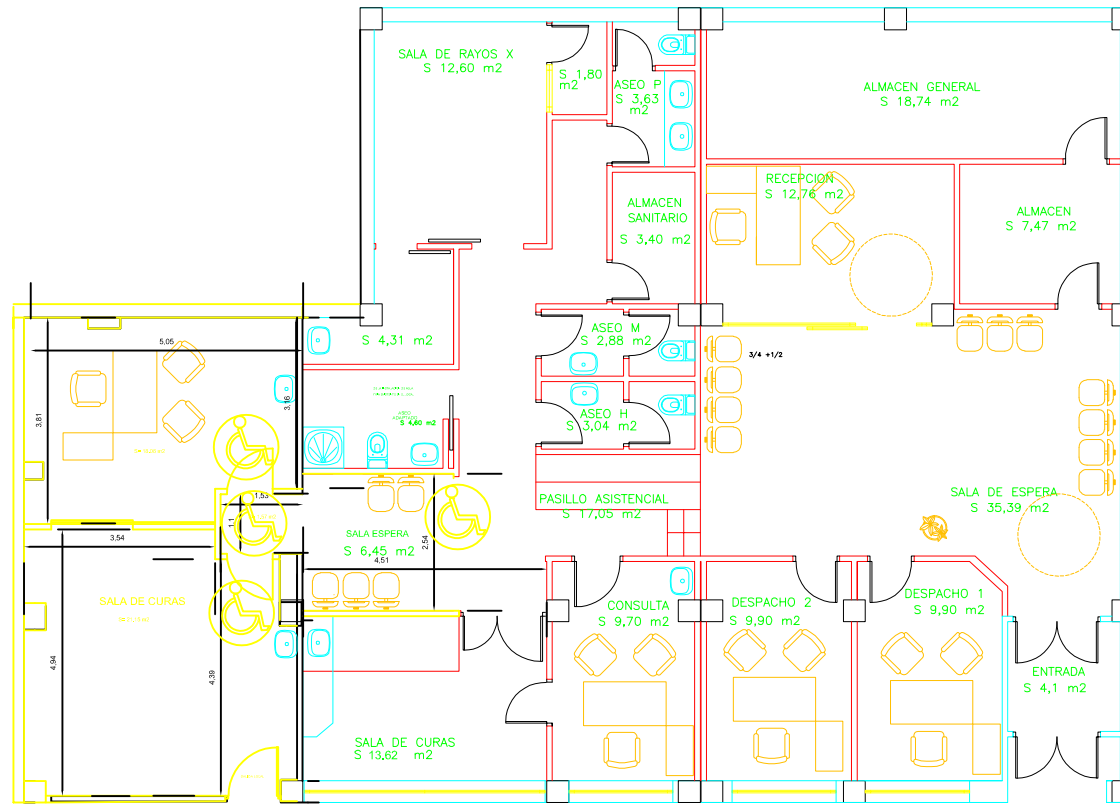 SALA DE RAYOS X
S 12,60 m2
S 1,80
m2
ASEO P
S 3,63
m2
ALMACEN GENERAL
S 18,74 m2
RECEPCION
S 12,76 m2
ALMACEN
SANITARIO
S 3,40 m2
ALMACEN
S 7,47 m2
S 4,31 m2
ASEO M
S 2,88 m2
3/4 +1/2
5,05
3,81
3,16
ASEO
ADAPTADO
S 4,60 m2
ASEO H
S 3,04 m2
1,53
1,1
PASILLO ASISTENCIAL
S 17,05 m2
SALA DE ESPERA
S 35,39 m2
SALA ESPERA
S 6,45 m2
2,54
4,51
3,54
SALA DE CURAS
4,94
4,39
CONSULTA
S 9,70 m2
DESPACHO 2
S 9,90 m2
DESPACHO 1
S 9,90 m2
ENTRADA
S 4,1 m2
SALA DE CURAS
S 13,62 m2